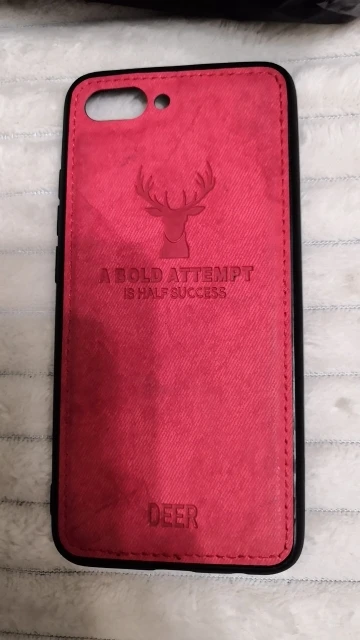 A BOLD ATTEMPT
IS HALF SUCCESS
DEER